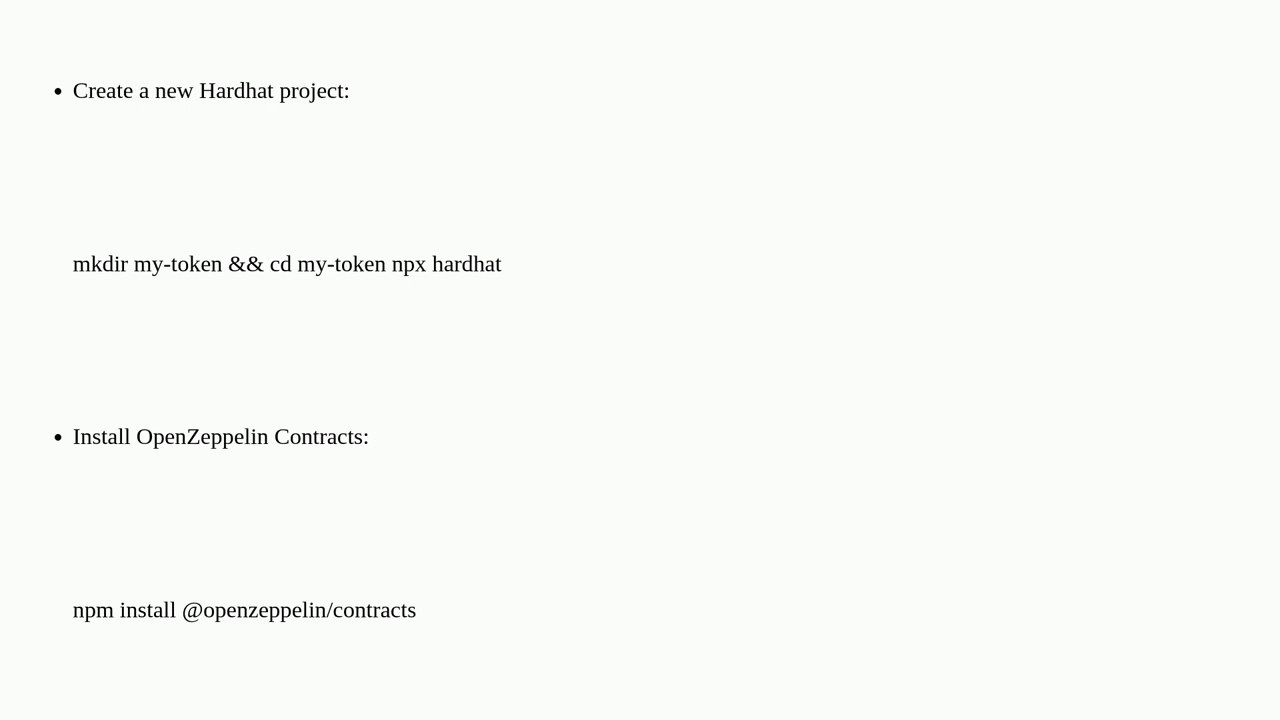 • Create a new Hardhat project:
mkdir my-token && cd my-token npx hardhat
• Install OpenZeppelin Contracts:
npm install @openzeppelin/contracts